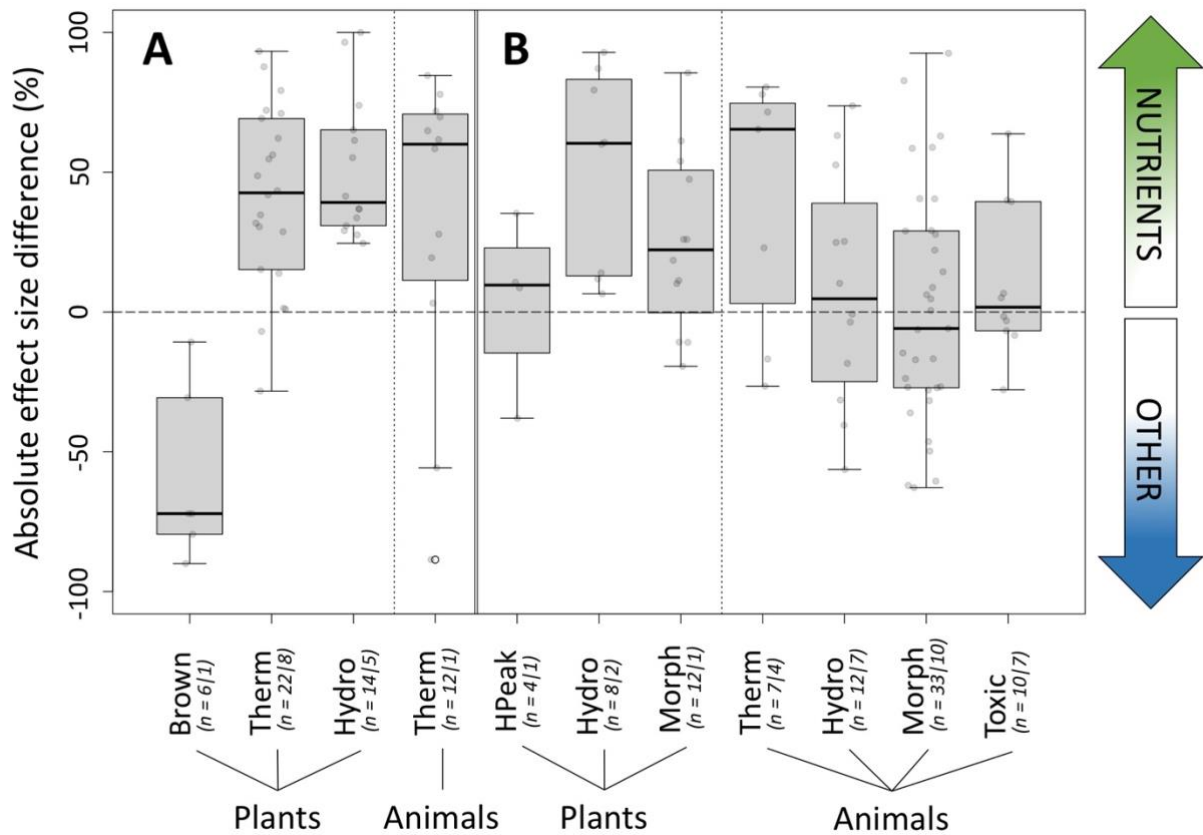 Absolute effect size difference (%)
100
50
0
-50
-100
A
B
NUTRIENTS
OTHER
Brown
(n = 6|1)
Therm
(n = 22|8)
Hydro
(n = 14|5)
Therm
(n = 12|1)
HPeak
(n = 4|1)
Hydro
(n = 8|2)
Morph
(n = 12|1)
Therm
(n = 7|4)
Hydro
(n = 12|7)
Morph
(n = 33|10)
Toxic
(n = 10|7)
Plants
Animals
Plants
Animals